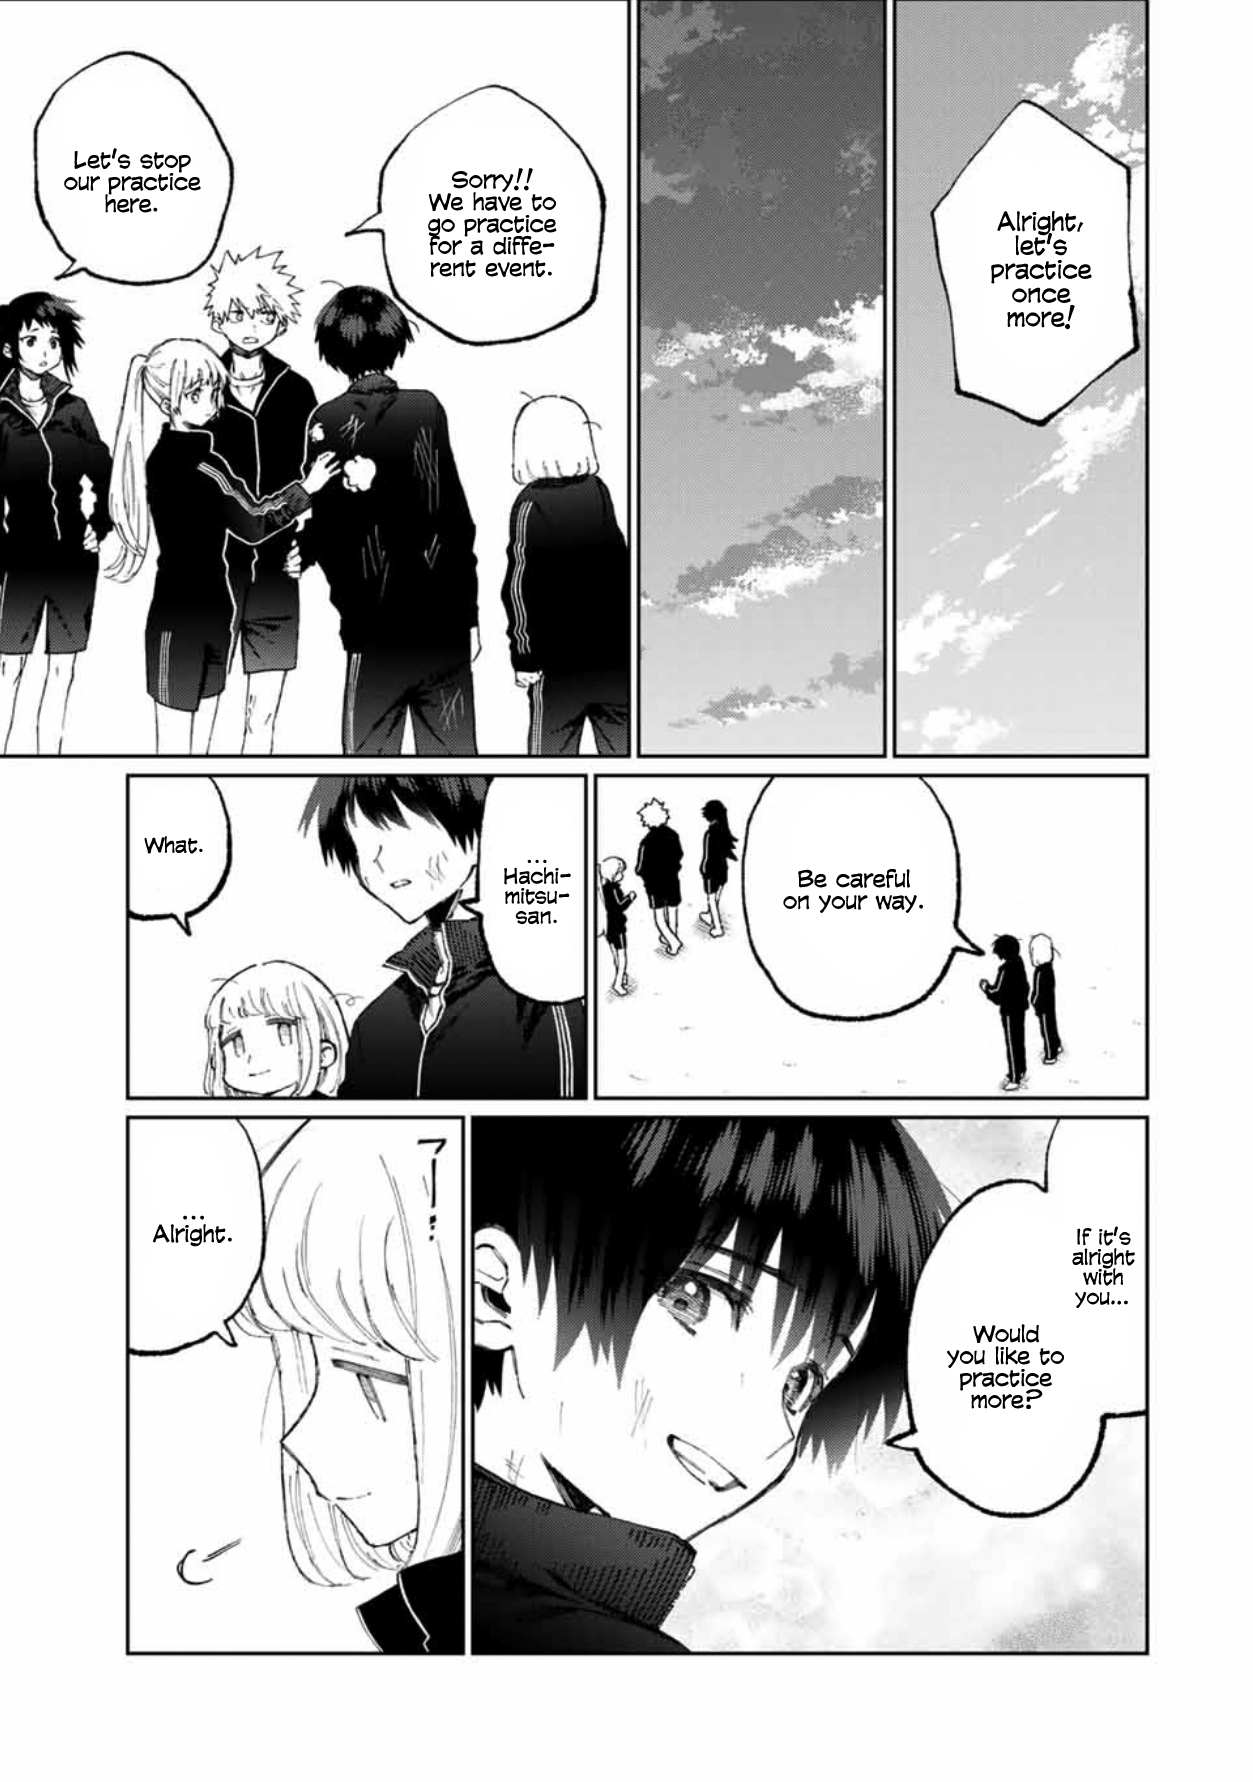 Alright,
let's
practice
once
more!
Sorry!!
We have to
go practice
for a diffe-
rent event.
Let's stop
our practice
here.
Be careful
on your way.
...
Hachi-
mitsu-
san.
What.
If it's
alright
with
you...
Would
you like to
practice
more?
...
Alright.